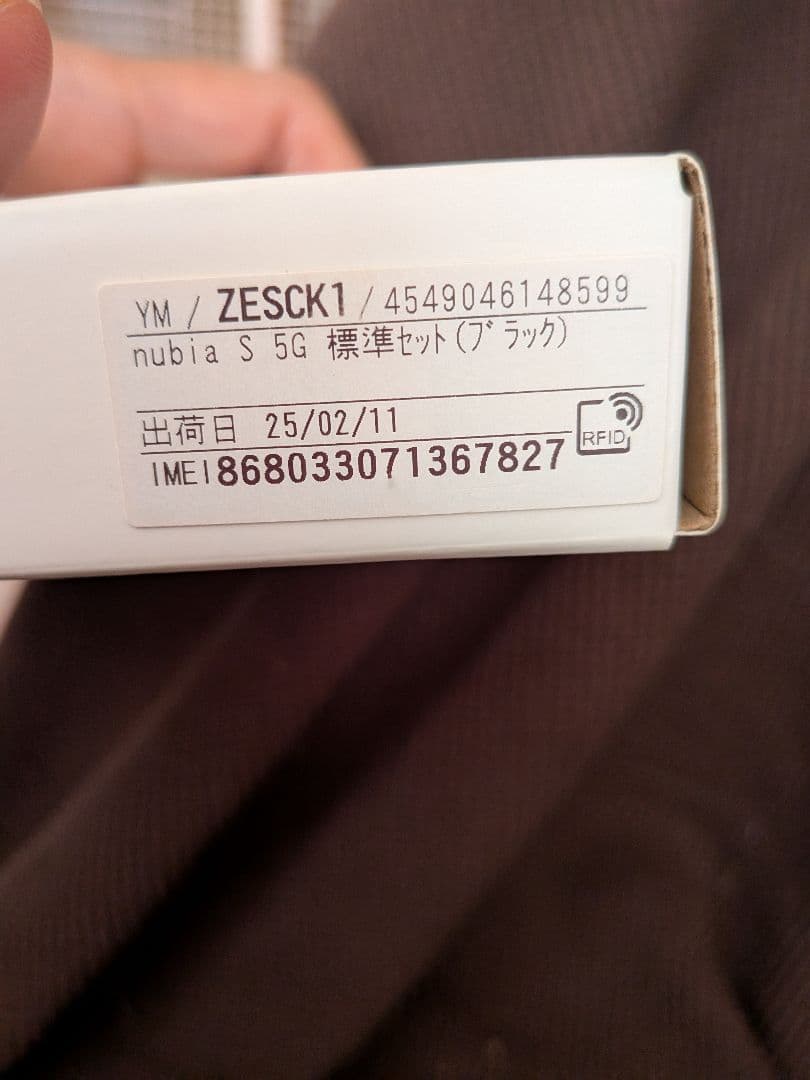 YM / ZESCK1 / 4549046148599
nubia S 5G 標準ｾｯﾄ(ﾌﾞﾗｯｸ)
出荷日 25/02/11
RFID
IMEI868033071367827